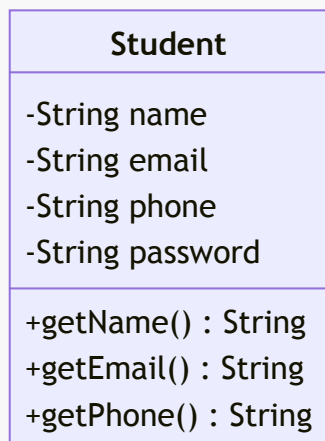 Student
-String name
-String email
-String phone
-String password
+getName() : String
+getEmail() : String
+getPhone() : String